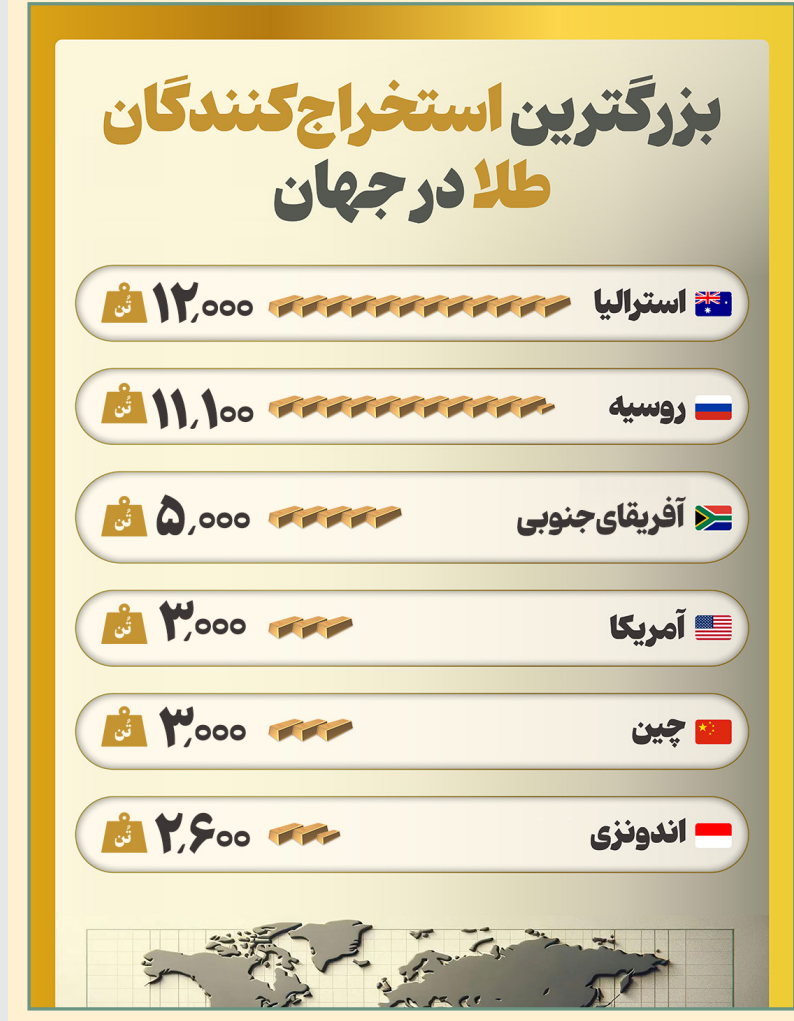 بزرگترین استخراج‌کنندگان
طلا در جهان
استرالیا ۱۲,۰۰۰ تُن
روسیه ۱۱,۱۰۰ تُن
آفریقای‌جنوبی ۵,۰۰۰ تُن
آمریکا ۳,۰۰۰ تُن
چین ۳,۰۰۰ تُن
اندونزی ۲,۶۰۰ تُن